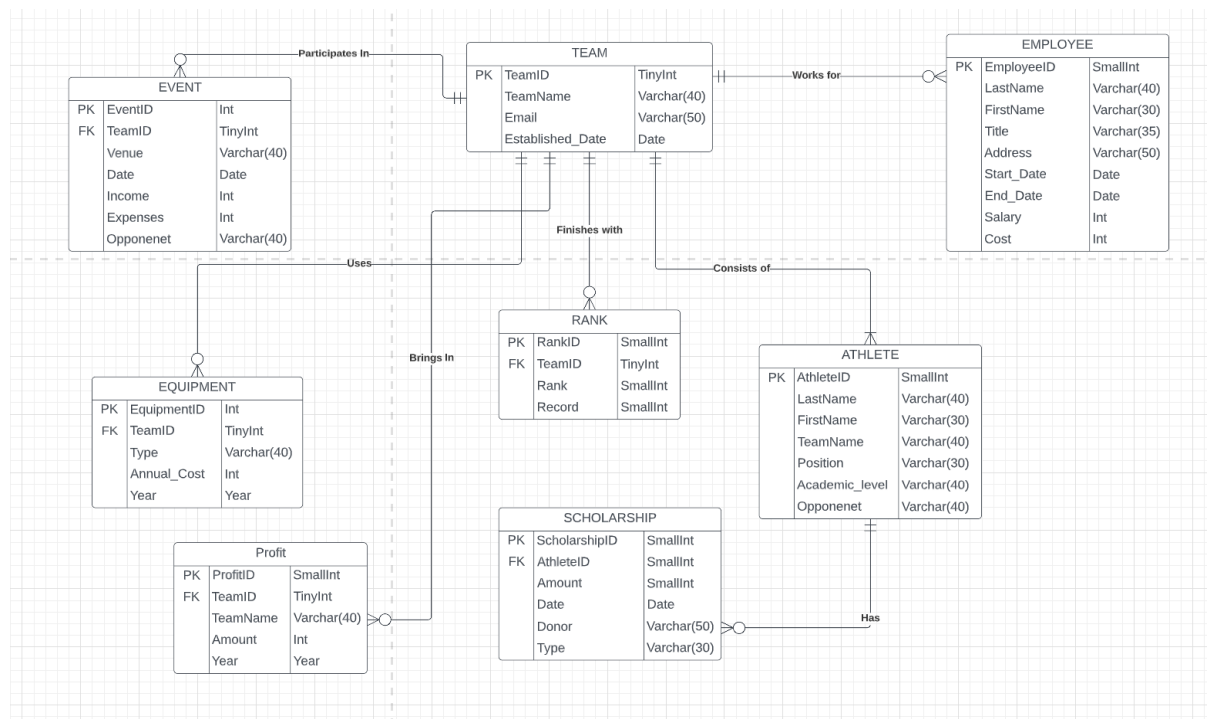 Participates In
TEAM
PK TeamID TinyInt
TeamName Varchar(40)
Email Varchar(50)
Established_Date Date
Works for
EMPLOYEE
PK EmployeeID SmallInt
LastName Varchar(40)
FirstName Varchar(30)
Title Varchar(35)
Address Varchar(50)
Start_Date Date
End_Date Date
Salary Int
Cost Int
EVENT
PK EventID Int
FK TeamID TinyInt
Venue Varchar(40)
Date Date
Income Int
Expenses Int
Opponenet Varchar(40)
Uses
Finishes with
Consists of
Brings In
RANK
PK RankID SmallInt
FK TeamID TinyInt
Rank SmallInt
Record SmallInt
ATHLETE
PK AthleteID SmallInt
LastName Varchar(40)
FirstName Varchar(30)
TeamName Varchar(40)
Position Varchar(30)
Academic_level Varchar(40)
Opponenet Varchar(40)
EQUIPMENT
PK EquipmentID Int
FK TeamID TinyInt
Type Varchar(40)
Annual_Cost Int
Year Year
SCHOLARSHIP
PK ScholarshipID SmallInt
FK AthleteID SmallInt
Amount SmallInt
Date Date
Donor Varchar(50)
Type Varchar(30)
Has
Profit
PK ProfitID SmallInt
FK TeamID TinyInt
TeamName Varchar(40)
Amount Int
Year Year